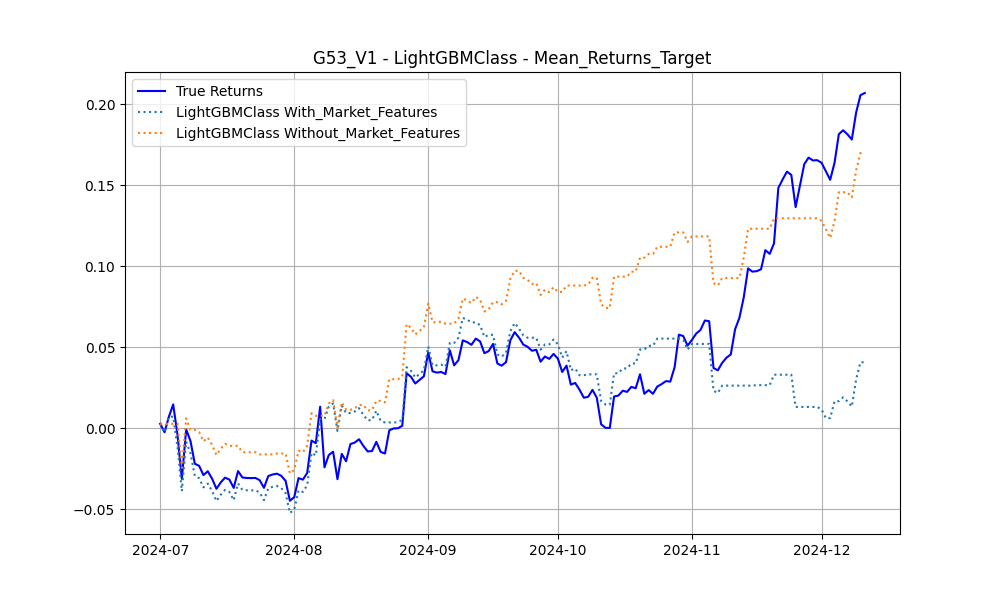 G53_V1 - LightGBMClass - Mean_Returns_Target
True Returns
LightGBMClass With_Market_Features
LightGBMClass Without_Market_Features
0.20
0.15
0.10
0.05
0.00
−0.05
2024-07 2024-08 2024-09 2024-10 2024-11 2024-12